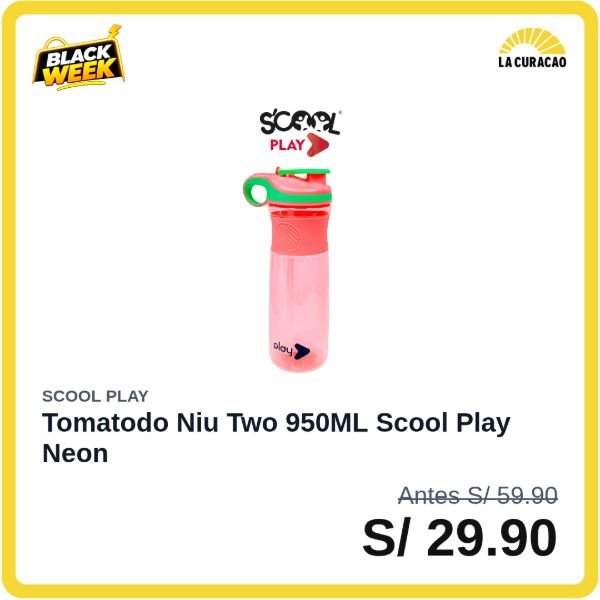 BLACK
WEEK
LA CURACAO
S'COOL®
PLAY
play
SCOOL PLAY
Tomatodo Niu Two 950ML Scool Play
Neon
Antes S/ 59.90
S/ 29.90